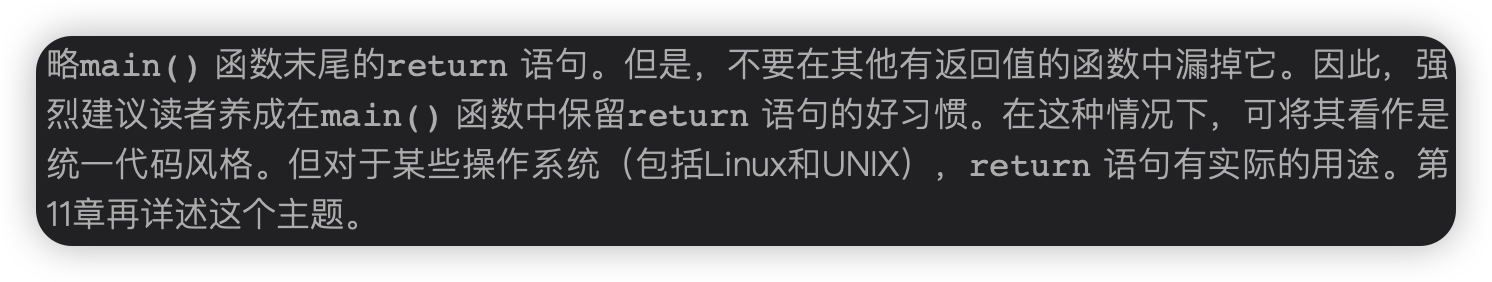 略main() 函数末尾的return 语句。但是，不要在其他有返回值的函数中漏掉它。因此，强
烈建议读者养成在main() 函数中保留return 语句的好习惯。在这种情况下，可将其看作是
统一代码风格。但对于某些操作系统（包括Linux和UNIX），return 语句有实际的用途。第
11章再详述这个主题。